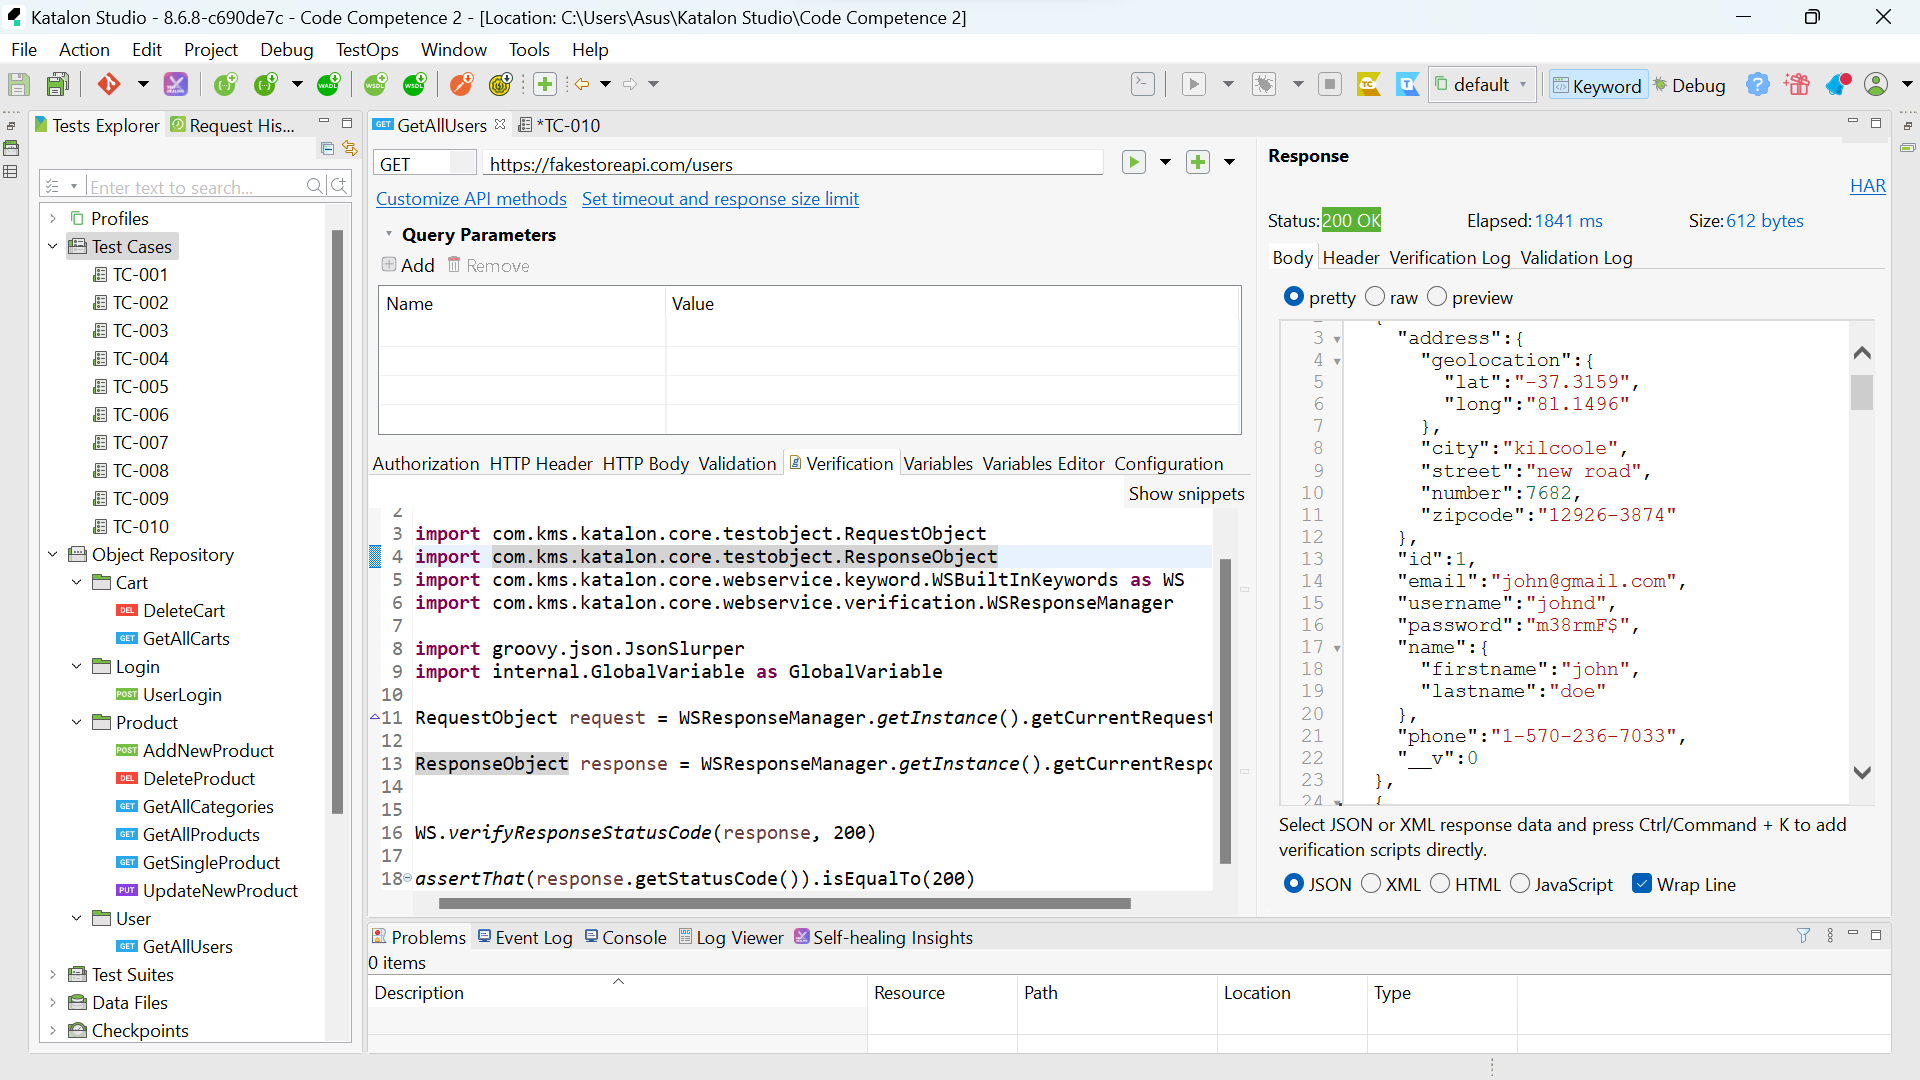 Katalon Studio - 8.6.8-c690de7c - Code Competence 2 - [Location: C:\Users\Asus\Katalon Studio\Code Competence 2]
File Action Edit Project Debug TestOps Window Tools Help
default Keyword Debug
Tests Explorer Request His...
Enter text to search...
Profiles
Test Cases
TC-001
TC-002
TC-003
TC-004
TC-005
TC-006
TC-007
TC-008
TC-009
TC-010
Object Repository
Cart
DEL DeleteCart
GET GetAllCarts
Login
POST UserLogin
Product
POST AddNewProduct
DEL DeleteProduct
GET GetAllCategories
GET GetAllProducts
GET GetSingleProduct
PUT UpdateNewProduct
User
GET GetAllUsers
Test Suites
Data Files
Checkpoints
GET GetAllUsers *TC-010
GET https://fakestoreapi.com/users
Customize API methods Set timeout and response size limit
Query Parameters
Add Remove
Name Value
Authorization HTTP Header HTTP Body Validation Verification Variables Variables Editor Configuration
Show snippets
2
3 import com.kms.katalon.core.testobject.RequestObject
4 import com.kms.katalon.core.testobject.ResponseObject
5 import com.kms.katalon.core.webservice.keyword.WSBuiltInKeywords as WS
6 import com.kms.katalon.core.webservice.verification.WSResponseManager
7
8 import groovy.json.JsonSlurper
9 import internal.GlobalVariable as GlobalVariable
10
11 RequestObject request = WSResponseManager.getInstance().getCurrentRequest
12
13 ResponseObject response = WSResponseManager.getInstance().getCurrentRespo
14
15
16 WS.verifyResponseStatusCode(response, 200)
17
18 assertThat(response.getStatusCode()).isEqualTo(200)
Response
HAR
Status: 200 OK Elapsed: 1841 ms Size: 612 bytes
Body Header Verification Log Validation Log
pretty raw preview
3 "address":{
4 "geolocation":{
5 "lat":"-37.3159",
6 "long":"81.1496"
7 },
8 "city":"kilcoole",
9 "street":"new road",
10 "number":7682,
11 "zipcode":"12926-3874"
12 },
13 "id":1,
14 "email":"john@gmail.com",
15 "username":"johnd",
16 "password":"m38rmF$",
17 "name":{
18 "firstname":"john",
19 "lastname":"doe"
20 },
21 "phone":"1-570-236-7033",
22 "__v":0
23 },
24 {
Select JSON or XML response data and press Ctrl/Command + K to add
verification scripts directly.
JSON XML HTML JavaScript Wrap Line
Problems Event Log Console Log Viewer Self-healing Insights
0 items
Description Resource Path Location Type